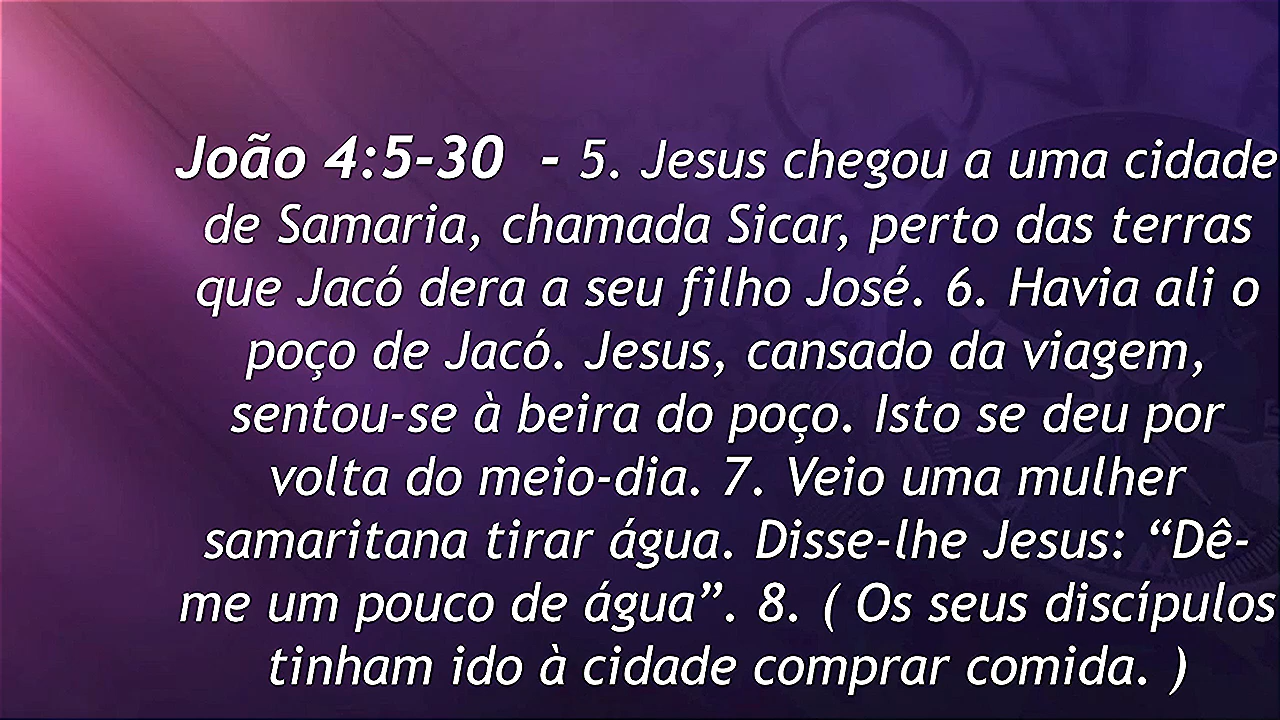 João 4:5-30 - 5. Jesus chegou a uma cidade
de Samaria, chamada Sicar, perto das terras
que Jacó dera a seu filho José. 6. Havia ali o
poço de Jacó. Jesus, cansado da viagem,
sentou-se à beira do poço. Isto se deu por
volta do meio-dia. 7. Veio uma mulher
samaritana tirar água. Disse-lhe Jesus: “Dê-
me um pouco de água”. 8. ( Os seus discípulos
tinham ido à cidade comprar comida. )